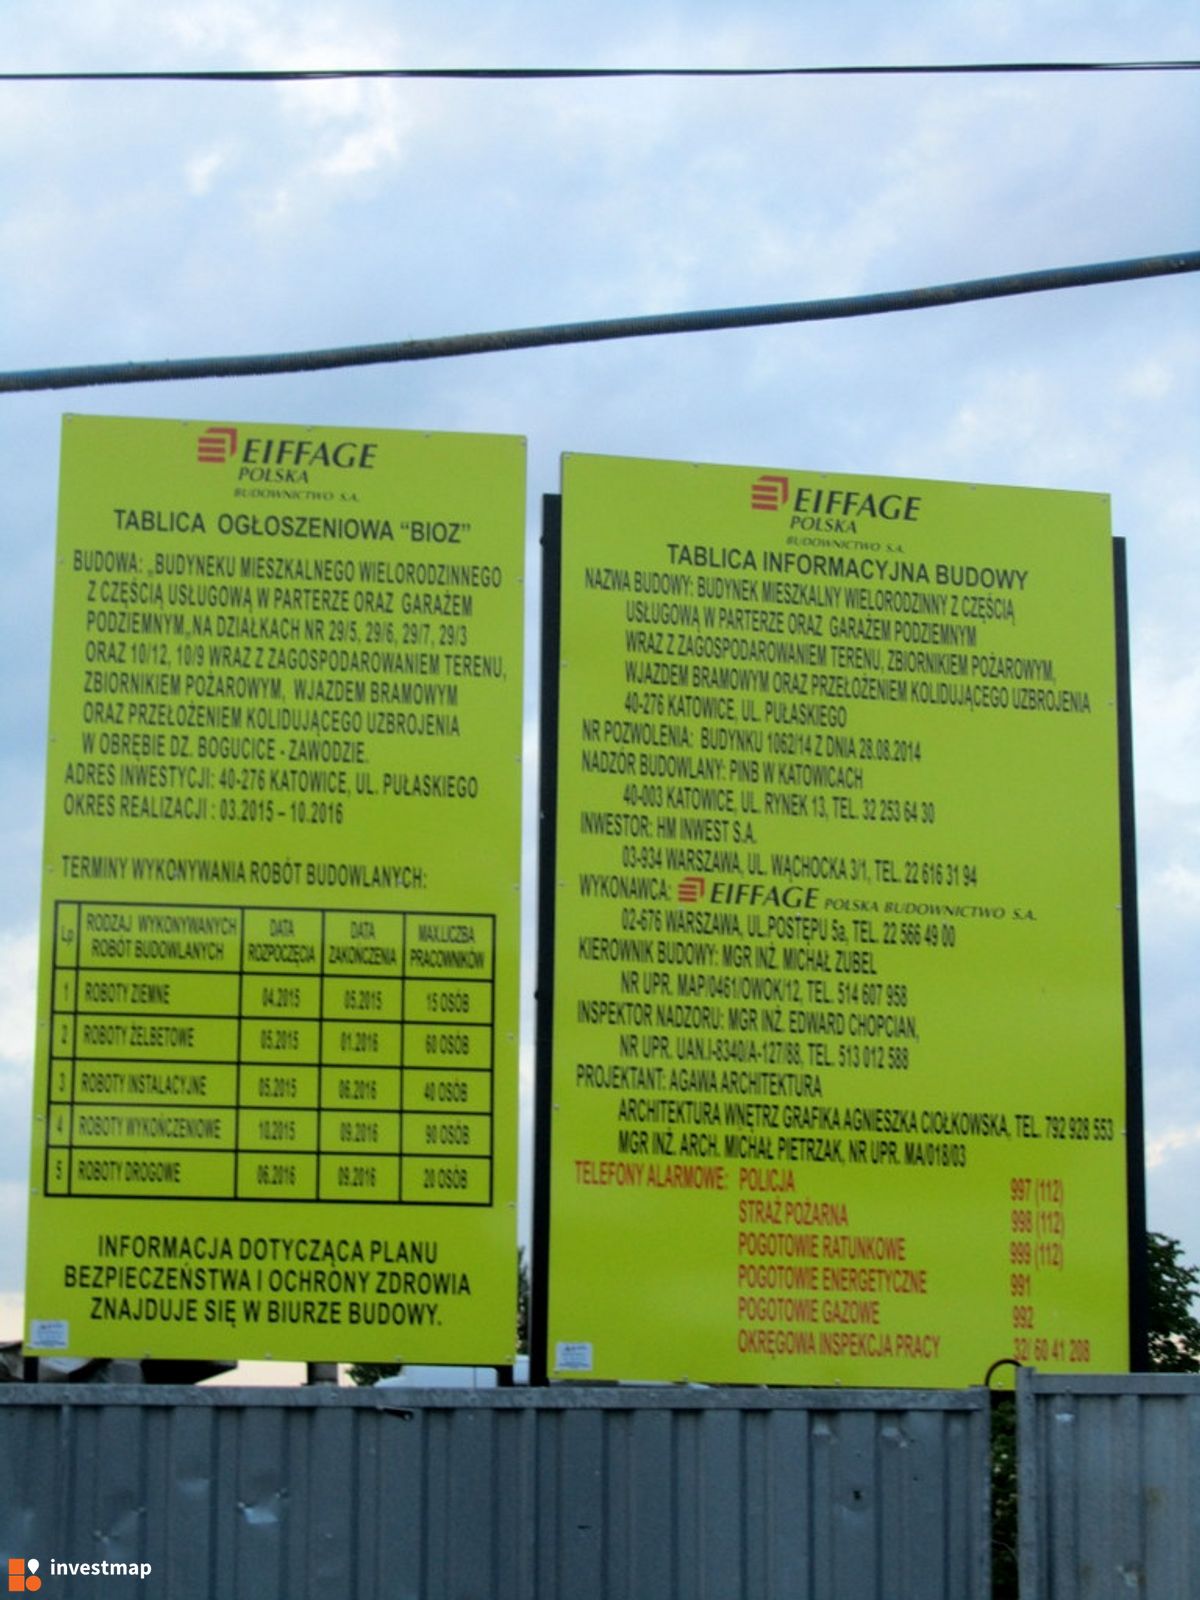 EIFFAGE
POLSKA
BUDOWNICTWO S.A.
TABLICA OGŁOSZENIOWA "BIOZ"
BUDOWA: „BUDYNEKU MIESZKALNEGO WIELORODZINNEGO
Z CZĘŚCIĄ USŁUGOWĄ W PARTERZE ORAZ GARAŻEM
PODZIEMNYM„NA DZIAŁKACH NR 29/5, 29/6, 29/7, 29/3
ORAZ 10/12, 10/9 WRAZ Z ZAGOSPODAROWANIEM TERENU,
ZBIORNIKIEM POŻAROWYM, WJAZDEM BRAMOWYM
ORAZ PRZEŁOŻENIEM KOLIDUJĄCEGO UZBROJENIA
W OBRĘBIE DZ. BOGUCICE - ZAWODZIE.
ADRES INWESTYCJI: 40-276 KATOWICE, UL. PUŁASKIEGO
OKRES REALIZACJI : 03.2015 – 10.2016
TERMINY WYKONYWANIA ROBÓT BUDOWLANYCH:
Lp RODZAJ WYKONYWANYCH ROBÓT BUDOWLANYCH DATA ROZPOCZĘCIA DATA ZAKOŃCZENIA MAX.LICZBA PRACOWNIKÓW
1 ROBOTY ZIEMNE 04.2015 05.2015 15 OSÓB
2 ROBOTY ŻELBETOWE 05.2015 01.2016 60 OSÓB
3 ROBOTY INSTALACYJNE 05.2015 06.2016 40 OSÓB
4 ROBOTY WYKOŃCZENIOWE 10.2015 09.2016 90 OSÓB
5 ROBOTY DROGOWE 06.2016 09.2016 20 OSÓB
INFORMACJA DOTYCZĄCA PLANU
BEZPIECZEŃSTWA I OCHRONY ZDROWIA
ZNAJDUJE SIĘ W BIURZE BUDOWY.
EIFFAGE
POLSKA
BUDOWNICTWO S.A.
TABLICA INFORMACYJNA BUDOWY
NAZWA BUDOWY: BUDYNEK MIESZKALNY WIELORODZINNY Z CZĘŚCIĄ
USŁUGOWĄ W PARTERZE ORAZ GARAŻEM PODZIEMNYM
WRAZ Z ZAGOSPODAROWANIEM TERENU, ZBIORNIKIEM POŻAROWYM,
WJAZDEM BRAMOWYM ORAZ PRZEŁOŻENIEM KOLIDUJĄCEGO UZBROJENIA
40-276 KATOWICE, UL. PUŁASKIEGO
NR POZWOLENIA: BUDYNKU 1062/14 Z DNIA 28.08.2014
NADZÓR BUDOWLANY: PINB W KATOWICACH
40-003 KATOWICE, UL. RYNEK 13, TEL. 32 253 64 30
INWESTOR: HM INWEST S.A.
03-934 WARSZAWA, UL. WĄCHOCKA 3/1, TEL. 22 616 31 94
WYKONAWCA: EIFFAGE POLSKA BUDOWNICTWO S.A.
02-676 WARSZAWA, UL.POSTĘPU 5a, TEL. 22 566 49 00
KIEROWNIK BUDOWY: MGR INŻ. MICHAŁ ZUBEL
NR UPR. MAP/0461/OWOK/12, TEL. 514 607 958
INSPEKTOR NADZORU: MGR INŻ. EDWARD CHOPCIAN,
NR UPR. UAN.I-8340/A-127/88, TEL. 513 012 588
PROJEKTANT: AGAWA ARCHITEKTURA
ARCHITEKTURA WNĘTRZ GRAFIKA AGNIESZKA CIOŁKOWSKA, TEL. 792 928 553
MGR INŻ. ARCH. MICHAŁ PIETRZAK, NR UPR. MA/018/03
TELEFONY ALARMOWE: POLICJA 997 (112)
STRAŻ POŻARNA 998 (112)
POGOTOWIE RATUNKOWE 999 (112)
POGOTOWIE ENERGETYCZNE 991
POGOTOWIE GAZOWE 992
OKRĘGOWA INSPEKCJA PRACY 32/ 60 41 208
investmap